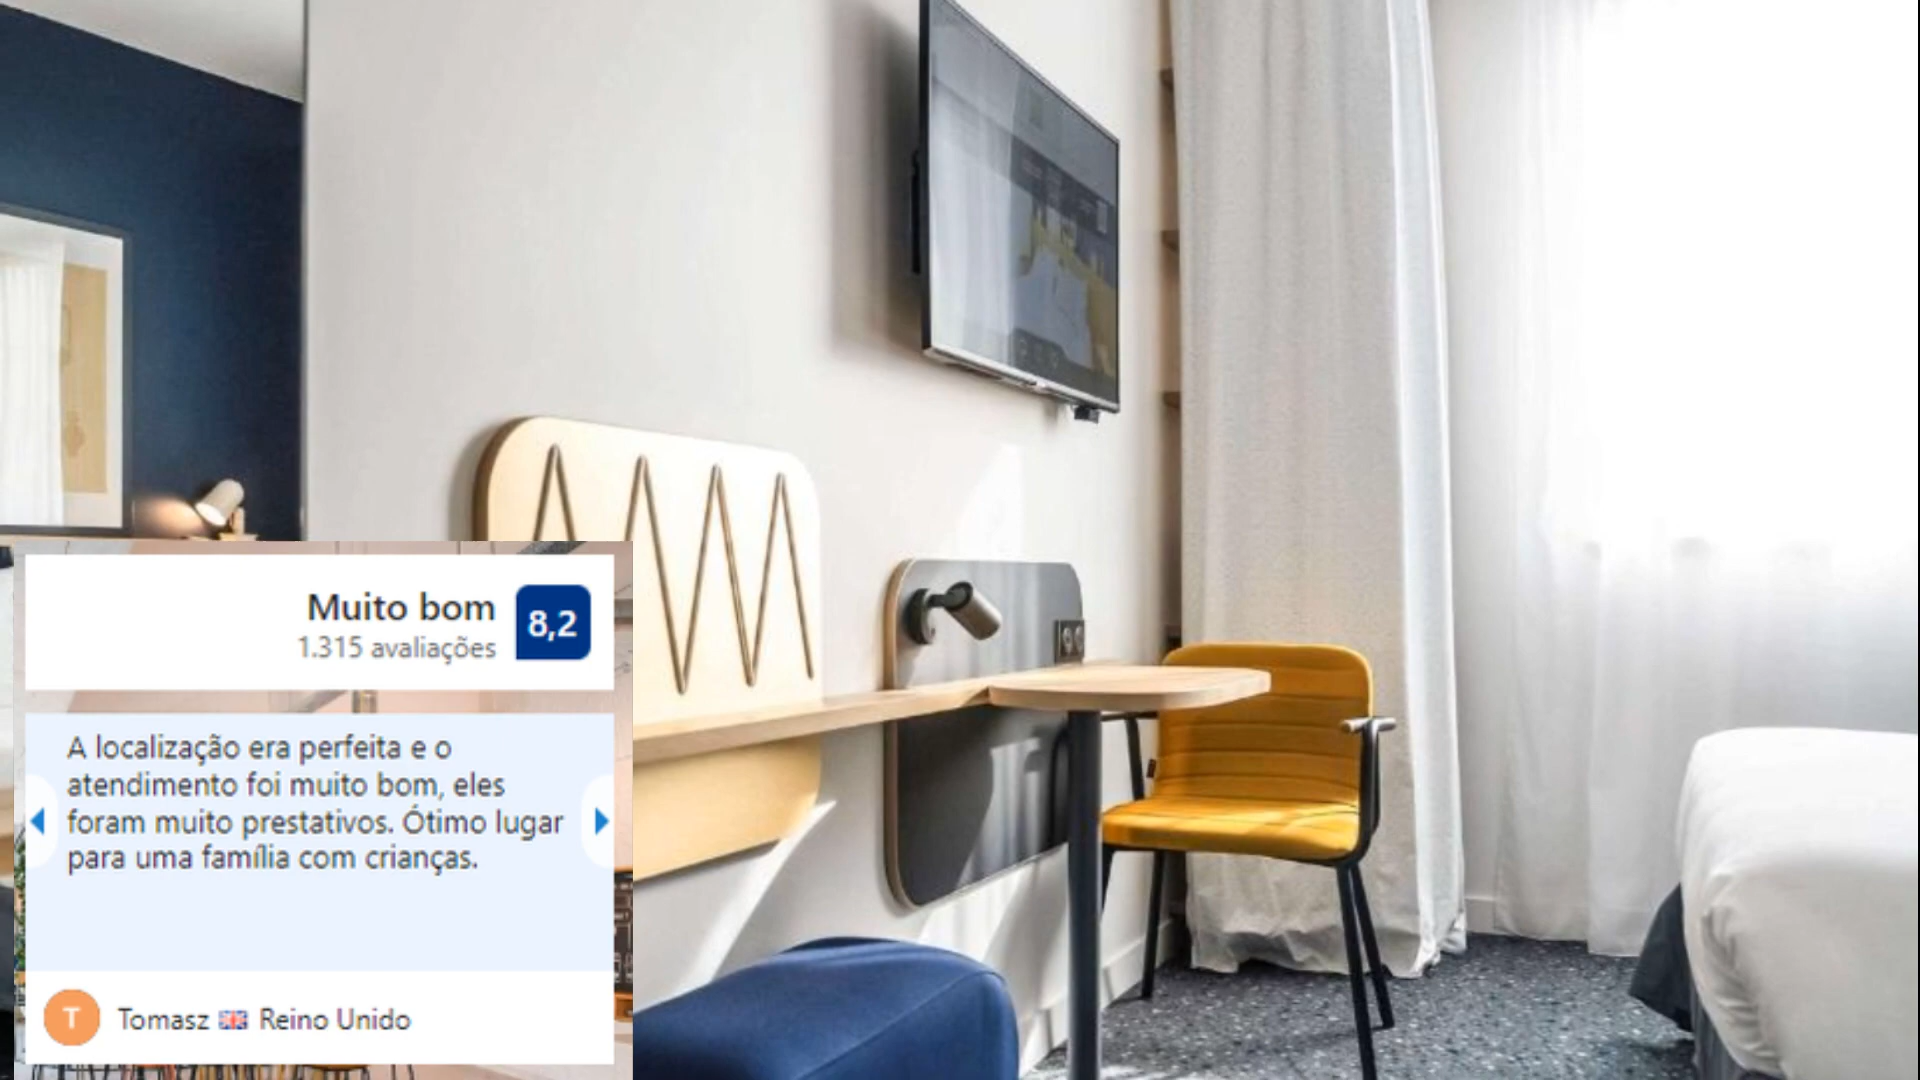 Muito bom
8,2
1.315 avaliações
A localização era perfeita e o
atendimento foi muito bom, eles
foram muito prestativos. Ótimo lugar
para uma família com crianças.
T
Tomasz 🇬🇧 Reino Unido